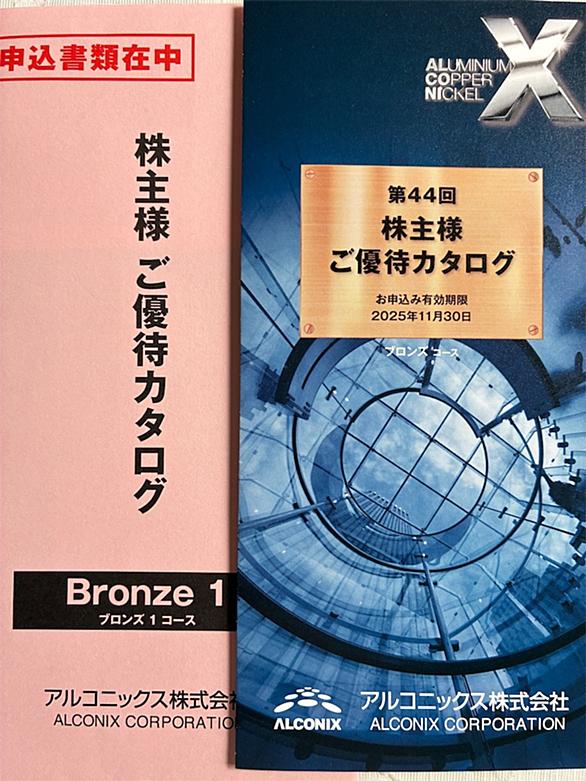 申込書類在中
株主様 ご優待カタログ
Bronze 1
ブロンズ 1 コース
アルコニックス株式会
ALCONIX CORPORATIO
ALUMINIUM
COPPER
NICKEL
X
第44回
株主様
ご優待カタログ
お申込み有効期限
2025年11月30日
ブロンズ コース
ALCONIX
アルコニックス株式会社
ALCONIX CORPORATION